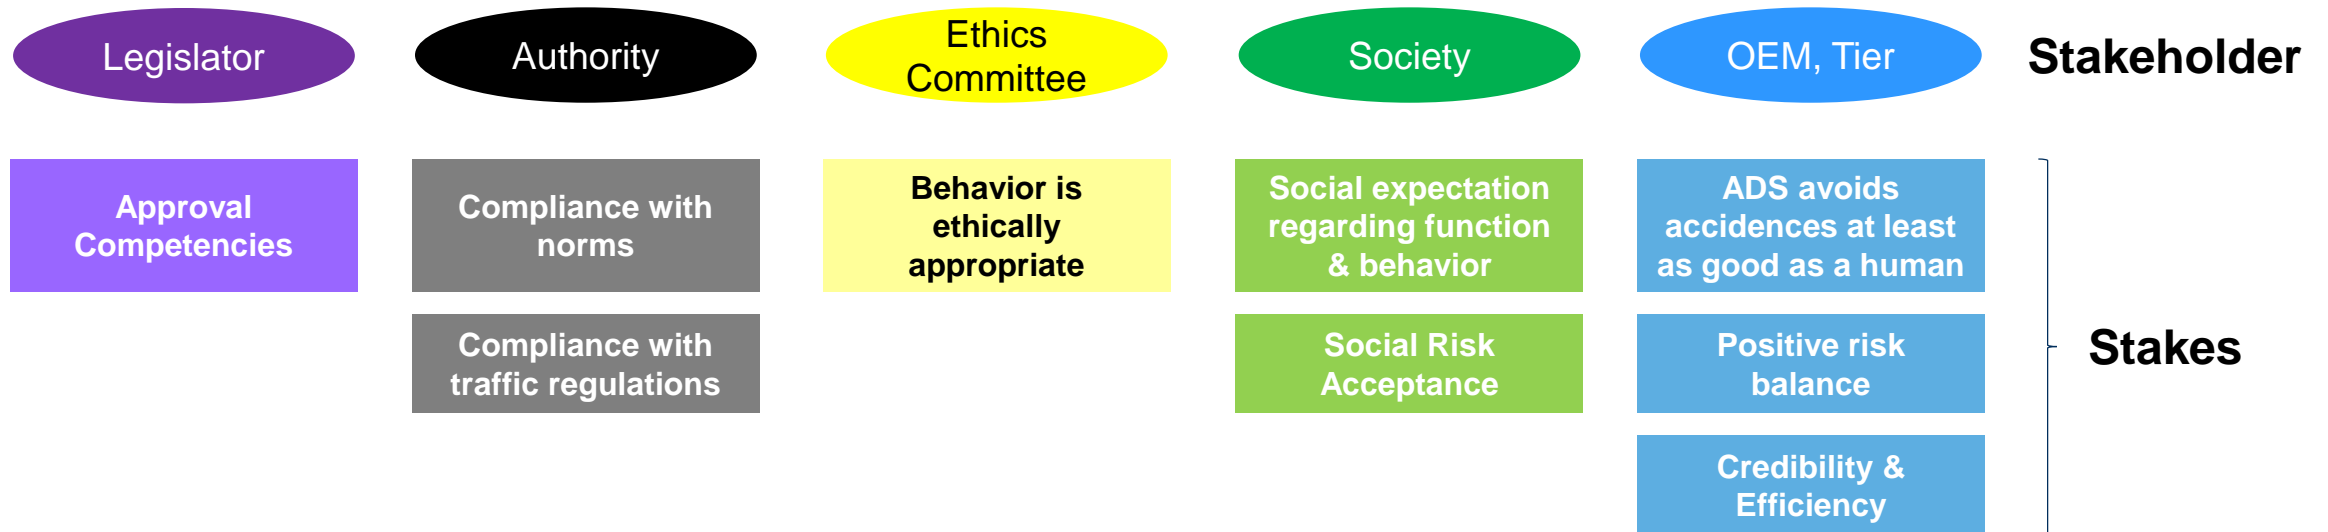 Legislator
Authority
Ethics
Committee
Society
OEM, Tier
Stakeholder
Approval
Competencies
Compliance with
norms
Behavior is
ethically
appropriate
Social expectation
regarding function
& behavior
ADS avoids
accidences at least
as good as a human
Compliance with
traffic regulations
Social Risk
Acceptance
Positive risk
balance
Stakes
Credibility &
Efficiency